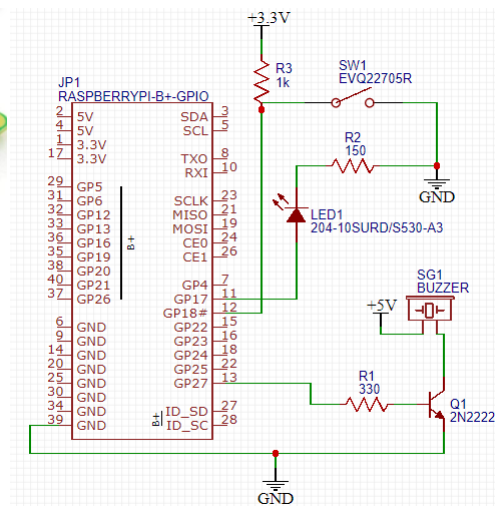 +3.3V
R3
1k
SW1
EVQ22705R
JP1
RASPBERRYPI-B+-GPIO
2 5V SDA 3
4 5V SCL 5
1 3.3V
17 3.3V TXO 8
RXI 10
29 GP5
31 GP6 SCLK 23
32 GP12 MISO 21
33 GP13 MOSI 19
36 GP16 CE0 24
35 GP19 CE1 26
38 GP20
40 GP21 GP4 7
37 GP26 GP17 11
GP18# 12
6 GND GP22 15
9 GND GP23 16
14 GND GP24 18
20 GND GP25 22
25 GND GP27 13
30 GND
34 GND ID_SD 27
39 GND ID_SC 28
B+
B+
R2
150
GND
LED1
204-10SURD/S530-A3
SG1
BUZZER
+5V
R1
330
Q1
2N2222
GND